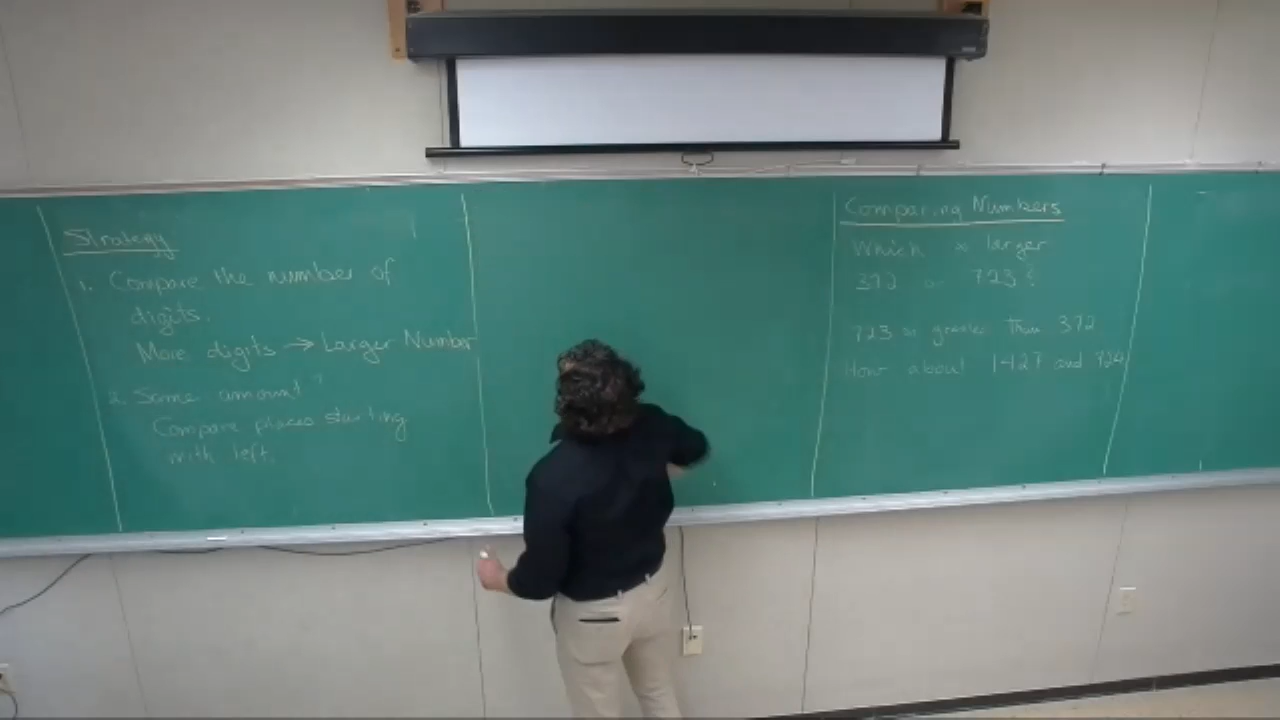 Strategy
1. Compare the number of
digits.
More digits → Larger Number
2. Same amount?
Compare places starting
with left.
Comparing Numbers
Which is larger
372 or 723?
723 is greater than 372
How about 1427 and